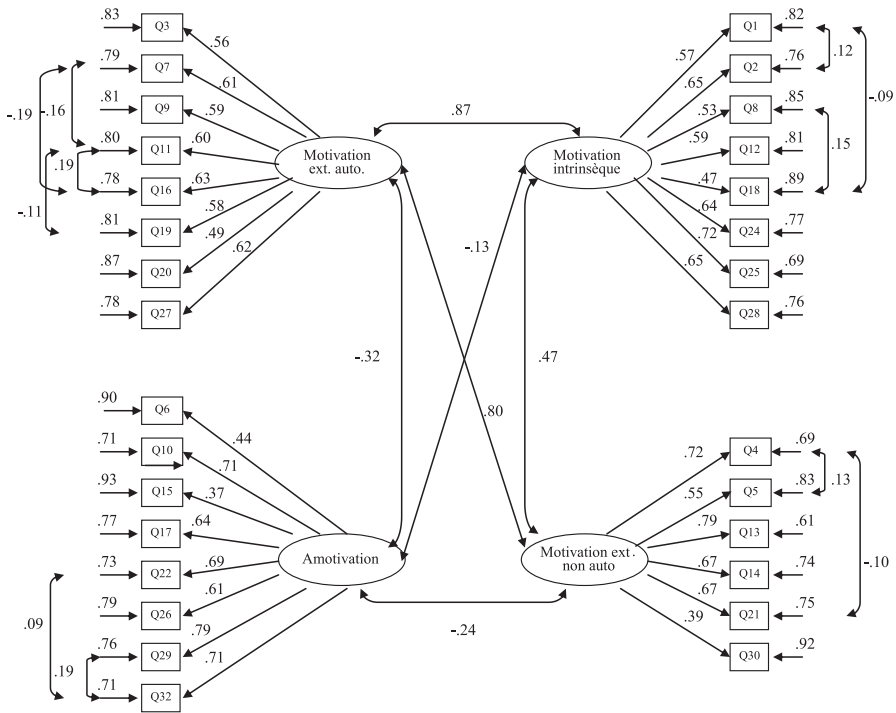 .83 Q3 .56
.79 Q7 .61
.81 Q9 .59
.80 Q11 .60
.78 Q16 .63
.81 Q19 .58
.87 Q20 .49
.78 Q27 .62
-.19
-.16
.19
-.11
Motivation
ext. auto.
.87
Motivation
intrinsèque
.57 Q1 .82
.65 Q2 .76
.53 Q8 .85
.59 Q12 .81
.47 Q18 .89
.64 Q24 .77
.72 Q25 .69
.65 Q28 .76
.12
-.09
.15
-.13
-.32
.47
.80
.90 Q6 .44
.71 Q10 .71
.93 Q15 .37
.77 Q17 .64
.73 Q22 .69
.79 Q26 .61
.76 Q29 .79
.71 Q32 .71
.09
.19
Amotivation
-.24
Motivation ext.
non auto
.72 Q4 .69
.55 Q5 .83
.79 Q13 .61
.67 Q14 .74
.67 Q21 .75
.39 Q30 .92
.13
-.10